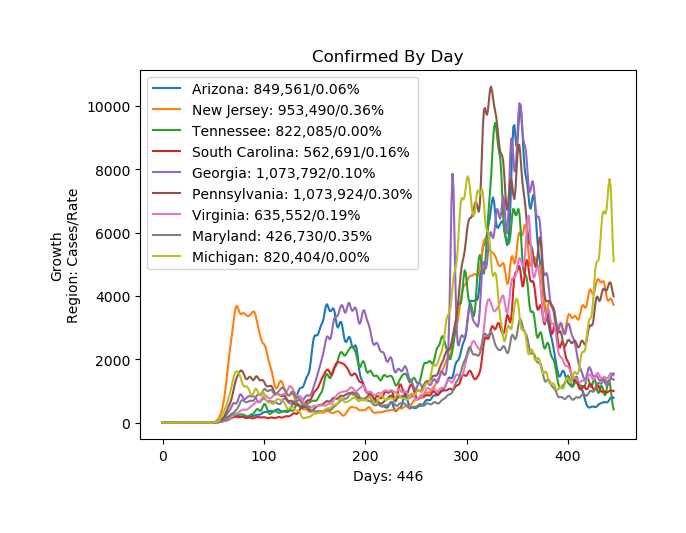 Confirmed By Day
Growth
Region: Cases/Rate
10000
8000
6000
4000
2000
0
Arizona: 849,561/0.06%
New Jersey: 953,490/0.36%
Tennessee: 822,085/0.00%
South Carolina: 562,691/0.16%
Georgia: 1,073,792/0.10%
Pennsylvania: 1,073,924/0.30%
Virginia: 635,552/0.19%
Maryland: 426,730/0.35%
Michigan: 820,404/0.00%
0 100 200 300 400
Days: 446